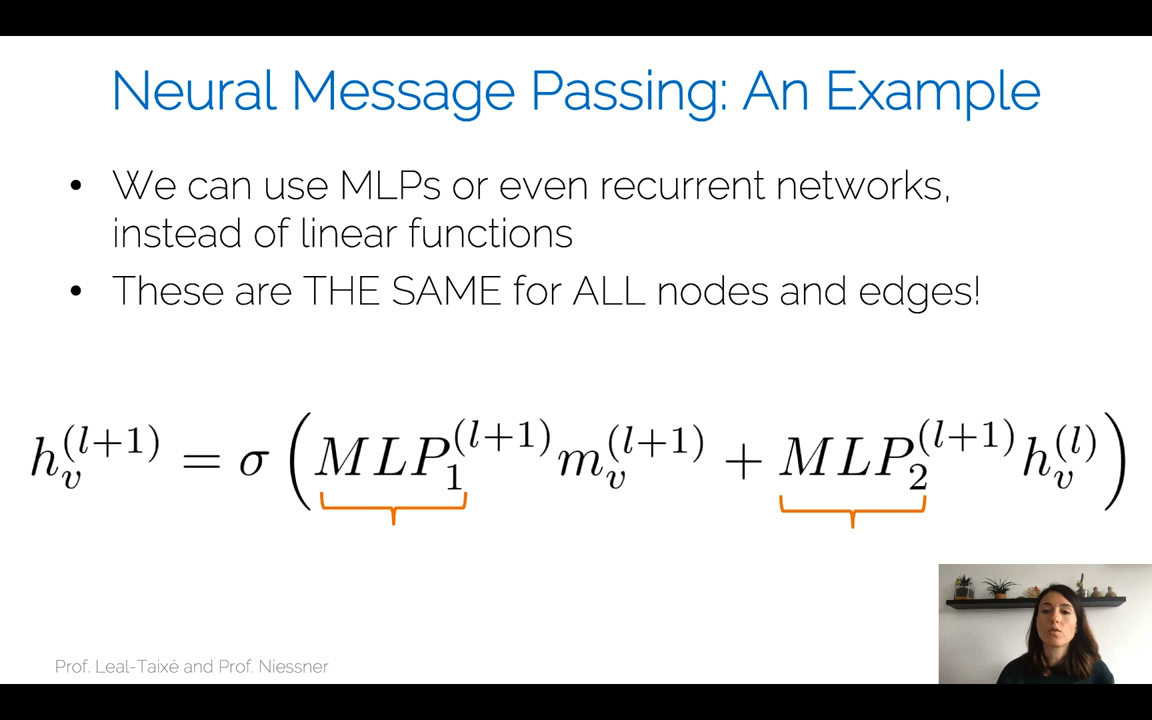 Neural Message Passing: An Example
• We can use MLPs or even recurrent networks,
instead of linear functions
• These are THE SAME for ALL nodes and edges!
h_v^{(l+1)} = σ ( MLP_1^{(l+1)} m_v^{(l+1)} + MLP_2^{(l+1)} h_v^{(l)} )
Prof. Leal-Taixé and Prof. Niessner